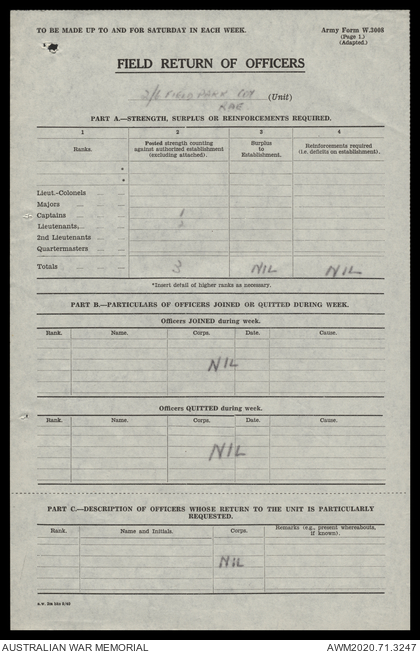 TO BE MADE UP TO AND FOR SATURDAY IN EACH WEEK.
Army Form W.3008
(Page 1.)
(Adapted.)
FIELD RETURN OF OFFICERS
2/6 FIELD PARK COY (Unit)
RAE
PART A.—STRENGTH, SURPLUS OR REINFORCEMENTS REQUIRED.
1 2 3 4
Ranks. Posted strength counting against authorized establishment (excluding attached). Surplus to Establishment. Reinforcements required (i.e. deficits on establishment).
*
*
Lieut.-Colonels
Majors
Captains 1
Lieutenants,.. 2
2nd Lieutenants
Quartermasters
Totals 3 NIL NIL
*Insert detail of higher ranks as necessary.
PART B.—PARTICULARS OF OFFICERS JOINED OR QUITTED DURING WEEK.
Officers JOINED during week.
Rank. Name. Corps. Date. Cause.
NIL
Officers QUITTED during week.
Rank. Name. Corps. Date. Cause.
NIL
PART C.—DESCRIPTION OF OFFICERS WHOSE RETURN TO THE UNIT IS PARTICULARLY REQUESTED.
Rank. Name and Initials. Corps. Remarks (e.g., present whereabouts, if known).
NIL
AUSTRALIAN WAR MEMORIAL AWM2020.71.3247